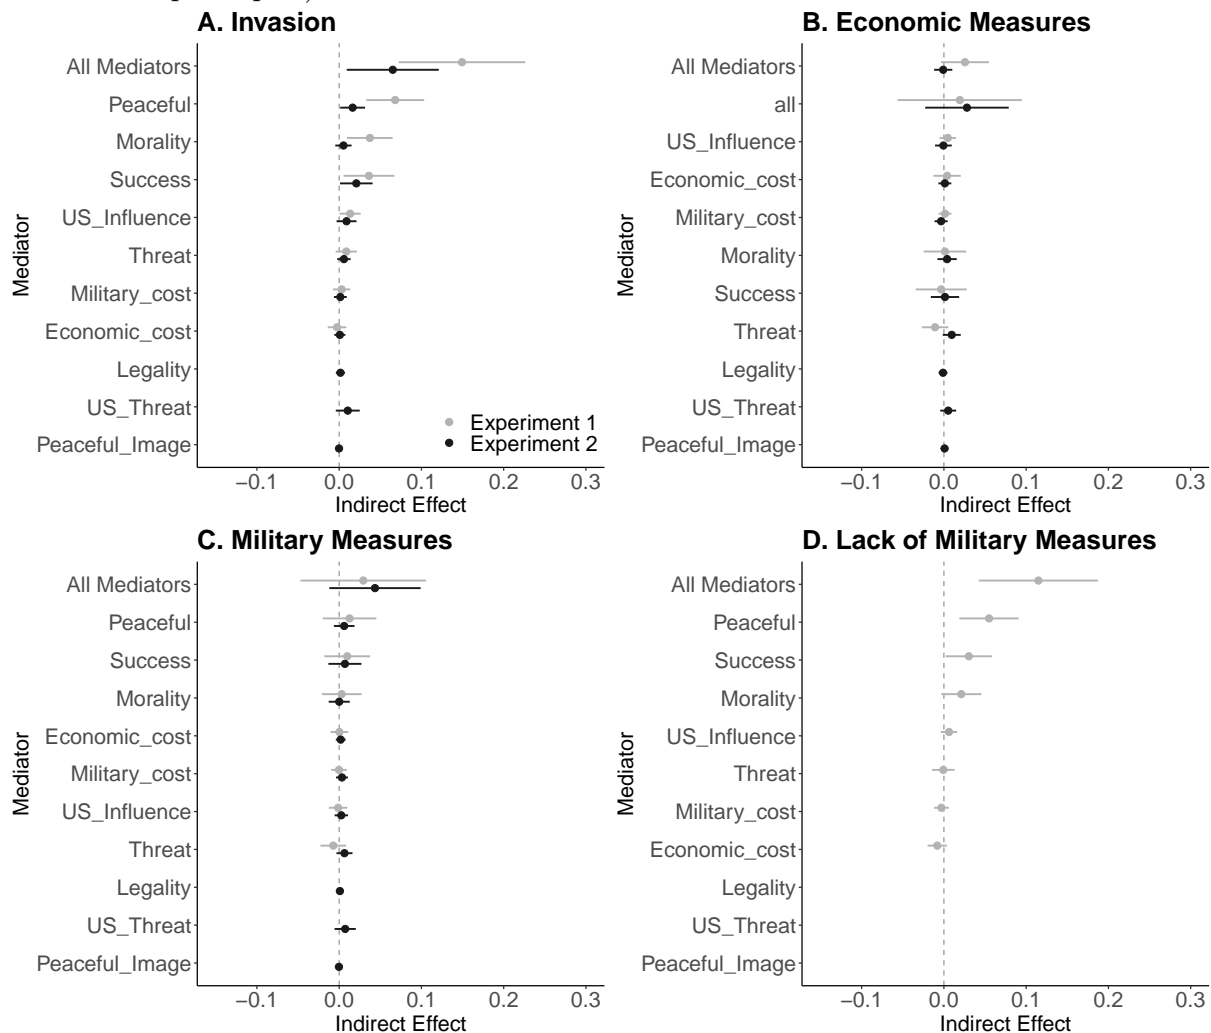 A. Invasion
All Mediators
Peaceful
Morality
Success
US_Influence
Threat
Military_cost
Economic_cost
Legality
US_Threat
Peaceful_Image
Mediator
Experiment 1
Experiment 2
−0.1 0.0 0.1 0.2 0.3
Indirect Effect
B. Economic Measures
All Mediators
all
US_Influence
Economic_cost
Military_cost
Morality
Success
Threat
Legality
US_Threat
Peaceful_Image
Mediator
−0.1 0.0 0.1 0.2 0.3
Indirect Effect
C. Military Measures
All Mediators
Peaceful
Success
Morality
Economic_cost
Military_cost
US_Influence
Threat
Legality
US_Threat
Peaceful_Image
Mediator
−0.1 0.0 0.1 0.2 0.3
Indirect Effect
D. Lack of Military Measures
All Mediators
Peaceful
Success
Morality
US_Influence
Threat
Military_cost
Economic_cost
Legality
US_Threat
Peaceful_Image
Mediator
−0.1 0.0 0.1 0.2 0.3
Indirect Effect